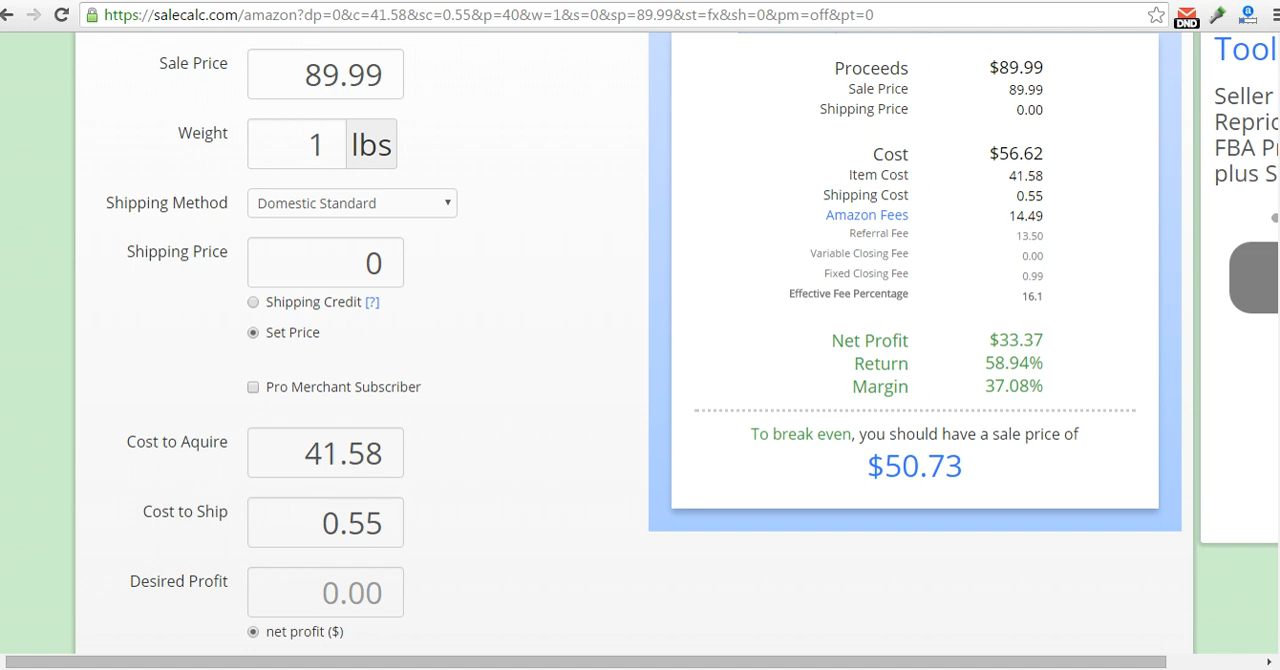 https://salecalc.com/amazon?dp=0&c=41.58&sc=0.55&p=40&w=1&s=0&sp=89.99&st=fx&sh=0&pm=off&pt=0
DND
a
Sale Price 89.99
Weight 1 lbs
Shipping Method Domestic Standard
Shipping Price 0
Shipping Credit [?]
Set Price
Pro Merchant Subscriber
Cost to Aquire 41.58
Cost to Ship 0.55
Desired Profit 0.00
net profit ($)
Proceeds $89.99
Sale Price 89.99
Shipping Price 0.00
Cost $56.62
Item Cost 41.58
Shipping Cost 0.55
Amazon Fees 14.49
Referral Fee 13.50
Variable Closing Fee 0.00
Fixed Closing Fee 0.99
Effective Fee Percentage 16.1
Net Profit $33.37
Return 58.94%
Margin 37.08%
To break even, you should have a sale price of
$50.73
Tool
Seller
Repric
FBA P
plus S